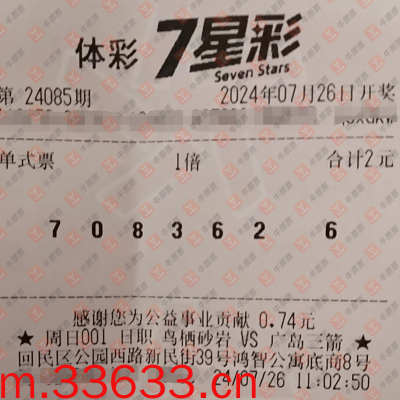 体彩 7星彩
Seven Stars
第 24085期 2024年07月26日开奖
单式票 1倍 合计2元
7 0 8 3 6 2 6
感谢您为公益事业贡献 0.74元
★ 周日001 日职 鸟栖砂岩 VS 广岛三箭 ★
回民区公园西路新民街39号鸿智公寓底商8号
24/07/26 11:02:50
m.33633.cn